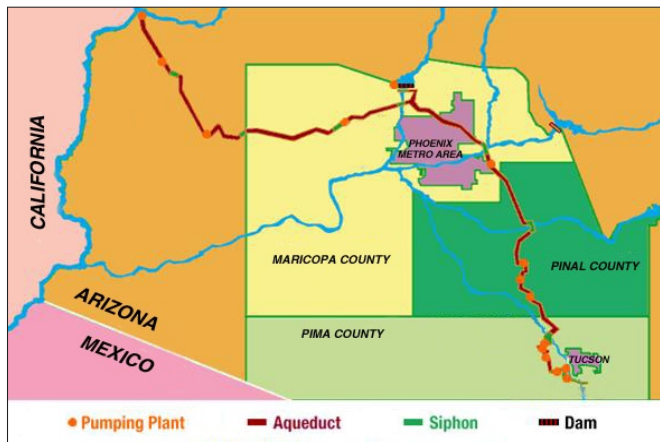 PHOENIX
METRO AREA
CALIFORNIA
MARICOPA COUNTY
PINAL COUNTY
ARIZONA
MEXICO
PIMA COUNTY
TUCSON
Pumping Plant
Aqueduct
Siphon
Dam